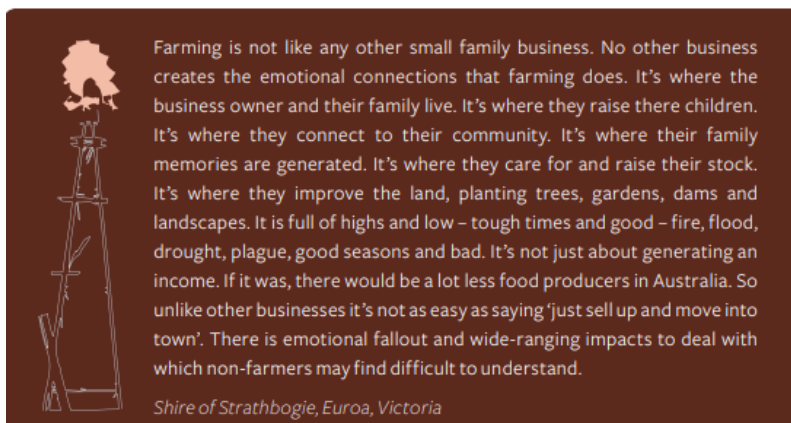 Farming is not like any other small family business. No other business
creates the emotional connections that farming does. It's where the
business owner and their family live. It's where they raise there children.
It's where they connect to their community. It's where their family
memories are generated. It's where they care for and raise their stock.
It's where they improve the land, planting trees, gardens, dams and
landscapes. It is full of highs and low – tough times and good – fire, flood,
drought, plague, good seasons and bad. It's not just about generating an
income. If it was, there would be a lot less food producers in Australia. So
unlike other businesses it's not as easy as saying 'just sell up and move into
town'. There is emotional fallout and wide-ranging impacts to deal with
which non-farmers may find difficult to understand.
Shire of Strathbogie, Euroa, Victoria